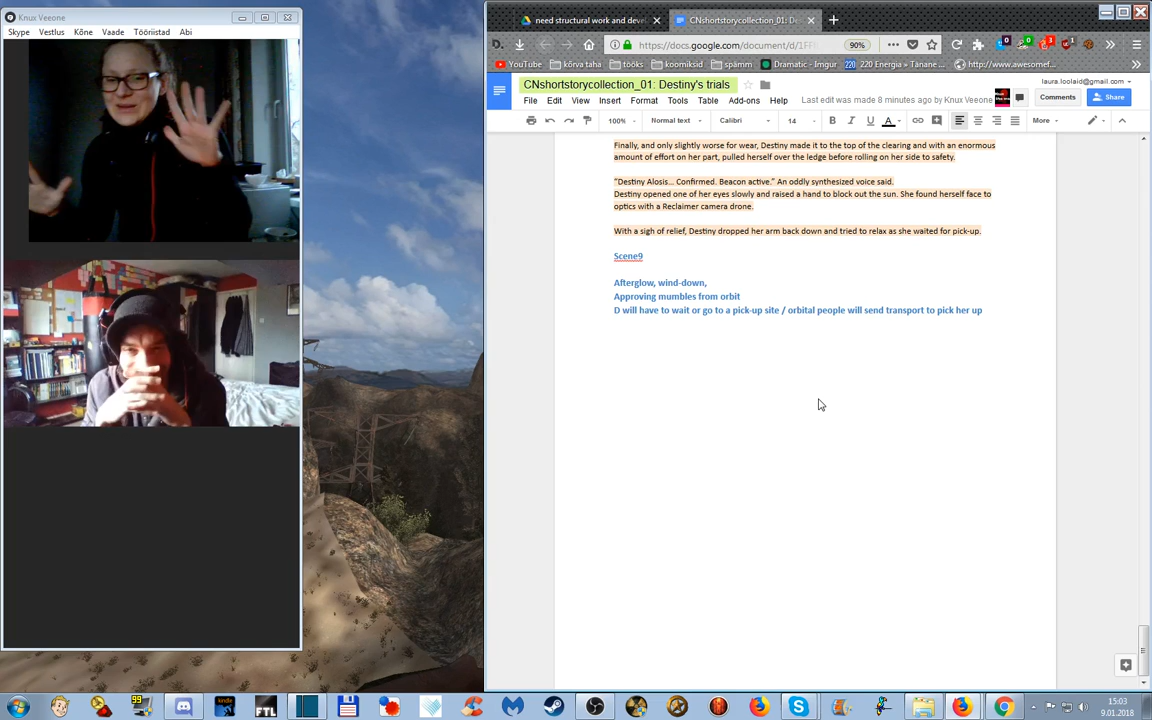 Knux Veeone
Skype Vestlus Kõne Vaade Tööriistad Abi
need structural work and deve
CNshortstorycollection_01: De
https://docs.google.com/document/d/1FF
90%
YouTube kõrva taha tööks koomiksid spämm Dramatic - Imgur 220 Energia » Tänane http://www.awesomef
CNshortstorycollection_01: Destiny's trials
laura.loolaid@gmail.com
File Edit View Insert Format Tools Table Add-ons Help Last edit was made 8 minutes ago by Knux Veeone
Comments Share
100% Normal text Calibri 14 B I U A More
Finally, and only slightly worse for wear, Destiny made it to the top of the clearing and with an enormous
amount of effort on her part, pulled herself over the ledge before rolling on her side to safety.
“Destiny Alosis... Confirmed. Beacon active.” An oddly synthesized voice said.
Destiny opened one of her eyes slowly and raised a hand to block out the sun. She found herself face to
optics with a Reclaimer camera drone.
With a sigh of relief, Destiny dropped her arm back down and tried to relax as she waited for pick-up.
Scene9
Afterglow, wind-down,
Approving mumbles from orbit
D will have to wait or go to a pick-up site / orbital people will send transport to pick her up
99
kindle
FTL
15:03
9.01.2018